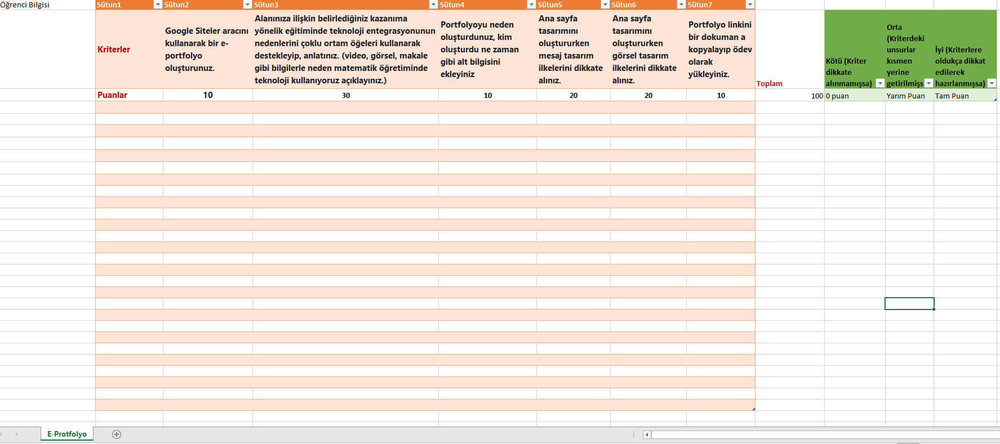 Öğrenci Bilgisi
Sütun1
Sütun2
Sütun3
Sütun4
Sütun5
Sütun6
Sütun7
Kriterler
Google Siteler aracını
kullanarak bir e-
portfolyo
oluşturunuz.
Alanınıza ilişkin belirlediğiniz kazanıma
yönelik eğitiminde teknoloji entegrasyonunun
nedenlerini çoklu ortam öğeleri kullanarak
destekleyip, anlatınız. (video, görsel, makale
gibi bilgilerle neden matematik öğretiminde
teknoloji kullanıyoruz açıklayınız.)
Portfolyoyu neden
oluşturdunuz, kim
oluşturdu ne zaman
gibi alt bilgisini
ekleyiniz
Ana sayfa
tasarımını
oluştururken
mesaj tasarım
ilkelerini dikkate
alınız.
Ana sayfa
tasarımını
oluştururken
görsel tasarım
ilkelerini dikkate
alınız.
Portfolyo linkini
bir dokuman a
kopyalayıp ödev
olarak
yükleyiniz.
Toplam
Kötü (Kriter
dikkate
alınmamışsa)
Orta
(Kriterdeki
unsurlar
kısmen
yerine
getirilmişs
İyi (Kriterlere
oldukça dikkat
edilerek
hazırlanmışsa)
Puanlar
10
30
10
20
20
10
100
0 puan
Yarım Puan
Tam Puan
E-Protfolyo